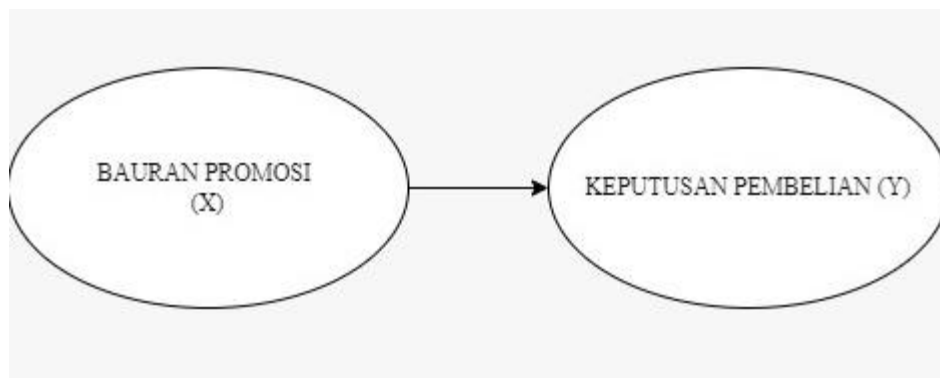 BAURAN PROMOSI
(X)
KEPUTUSAN PEMBELIAN (Y)